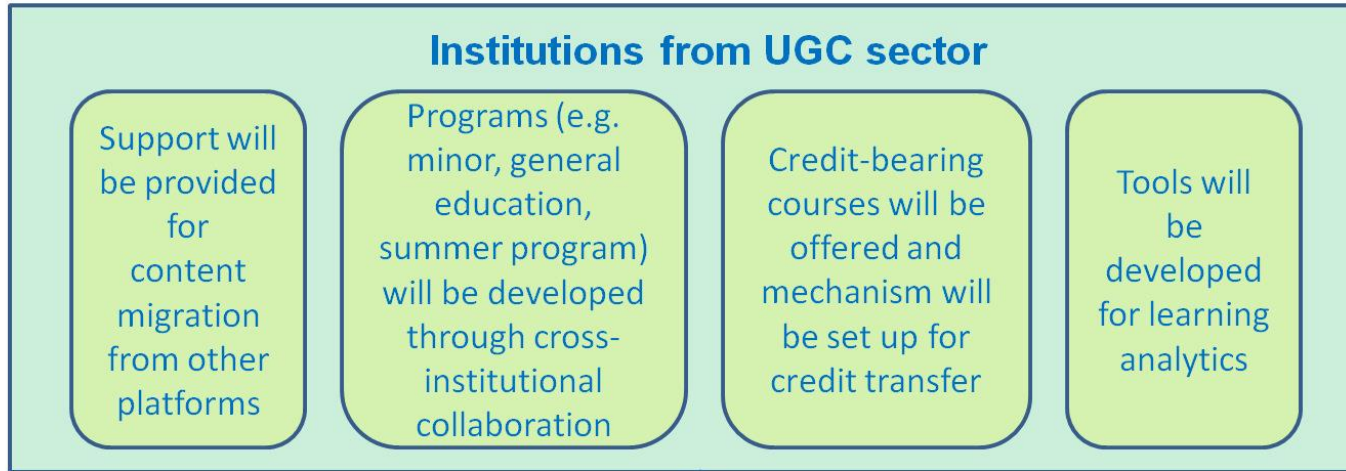 Institutions from UGC sector
Support will
be provided
for
content
migration
from other
platforms
Programs (e.g.
minor, general
education,
summer program)
will be developed
through cross-
institutional
collaboration
Credit-bearing
courses will be
offered and
mechanism will
be set up for
credit transfer
Tools will
be
developed
for learning
analytics